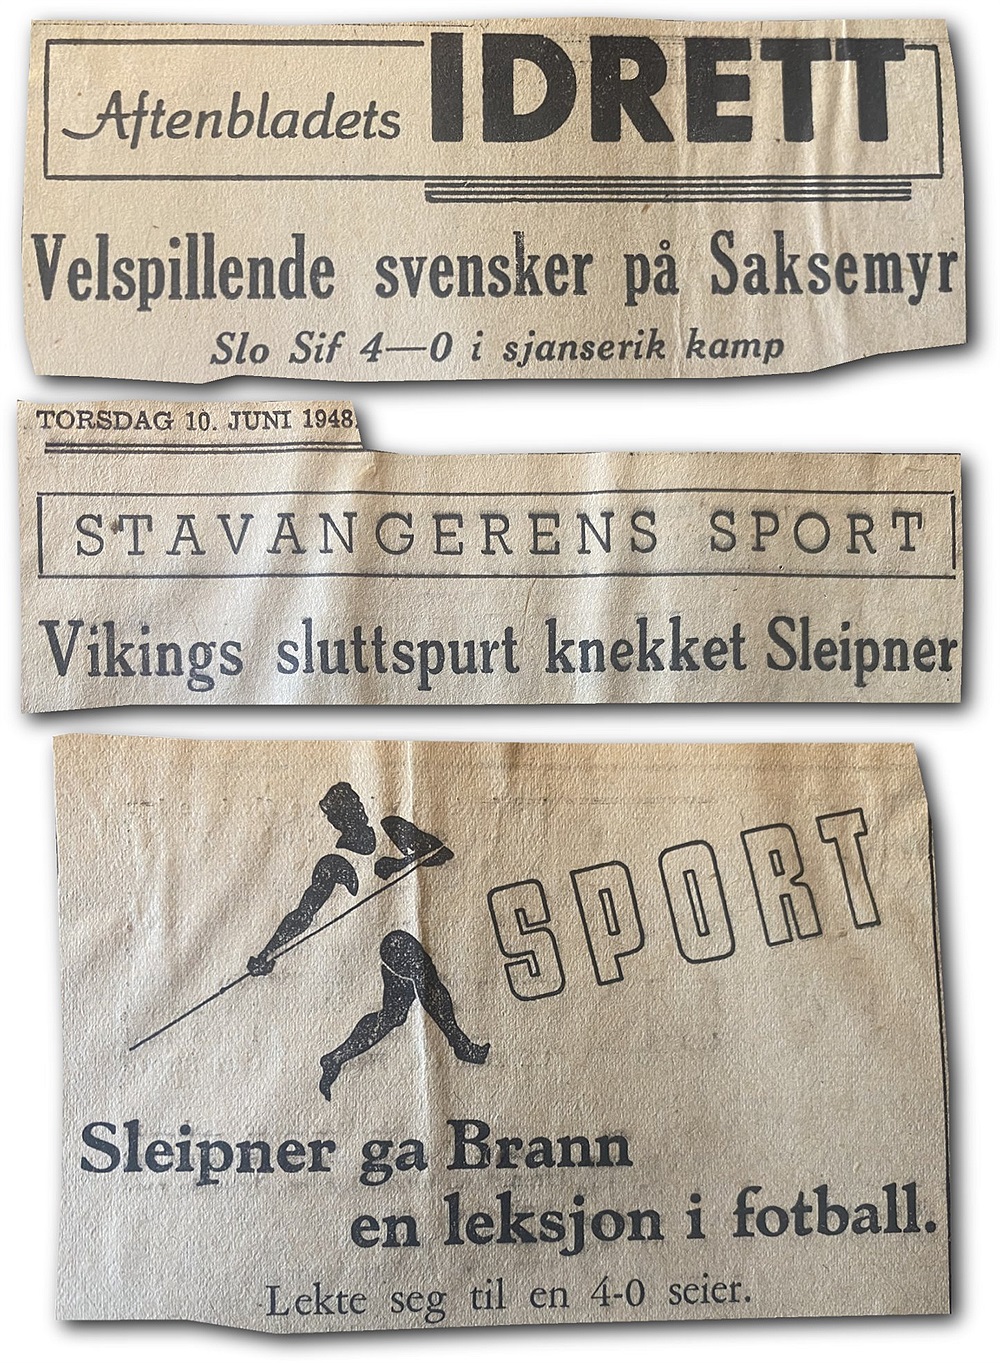 Aftenbladets IDRETT
Velspillende svensker på Saksemyr
Slo Sif 4—0 i sjanserik kamp
TORSDAG 10. JUNI 1948.
STAVANGERENS SPORT
Vikings sluttspurt knekket Sleipner
SPORT
Sleipner ga Brann
en leksjon i fotball.
Lekte seg til en 4-0 seier.